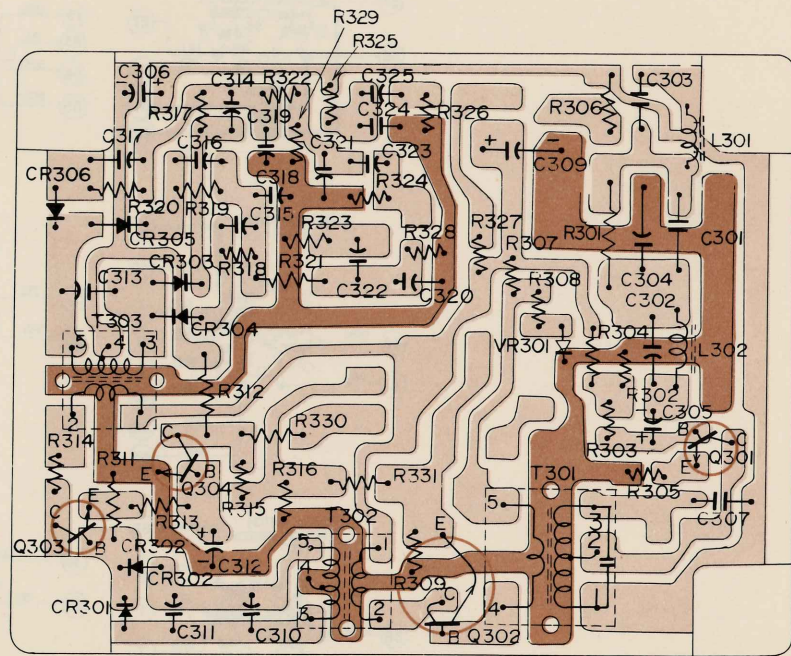 R329
R325
C306
- +
C314
R322
C325
C303
R317
C319
C324
R326
R306
C317
C316
C321
C323
+ -
C309
L301
CR306
C318
R324
R320
R319
C315
CR305
R323
R328
R327
R307
R301
C301
CR303
R318
R321
C313
C322
C320
R308
C304
C302
T303
CR304
VR301
R304
L302
5 4 3
R312
R302
2 1
C305
- +
R314
C
R330
R303
B
C
Q301
E
R311
E
B
Q304
R315
R316
R331
T301
R305
C307
E
C
B
Q303
R313
T302
5
3
2
1
4
E
CR392
CR302
+
-
C312
5
4
3
1
2
R309
C
B
Q302
CR301
C311
C310